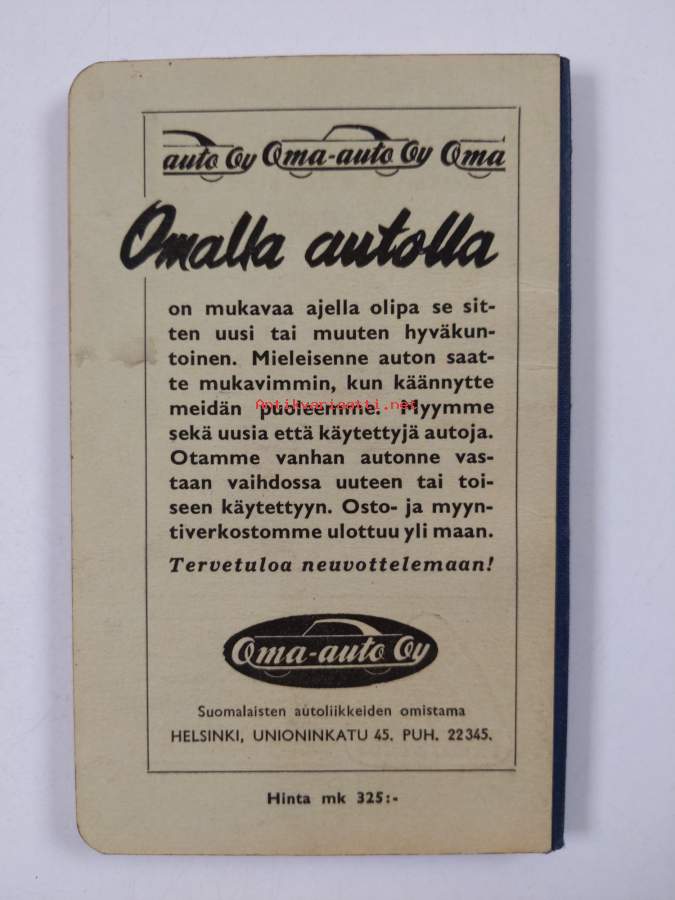 auto Oy Oma-auto Oy Oma
Omalla autolla
on mukavaa ajella olipa se sit-
ten uusi tai muuten hyväkun-
toinen. Mieleisenne auton saat-
te mukavimmin, kun käännytte
meidän puoleemme. Myymme
Antikvariaatti.net
sekä uusia että käytettyjä autoja.
Otamme vanhan autonne vas-
taan vaihdossa uuteen tai toi-
seen käytettyyn. Osto- ja myyn-
tiverkostomme ulottuu yli maan.
Tervetuloa neuvottelemaan!
Oma-auto Oy
Suomalaisten autoliikkeiden omistama
HELSINKI, UNIONINKATU 45. PUH. 22345.
Hinta mk 325:-